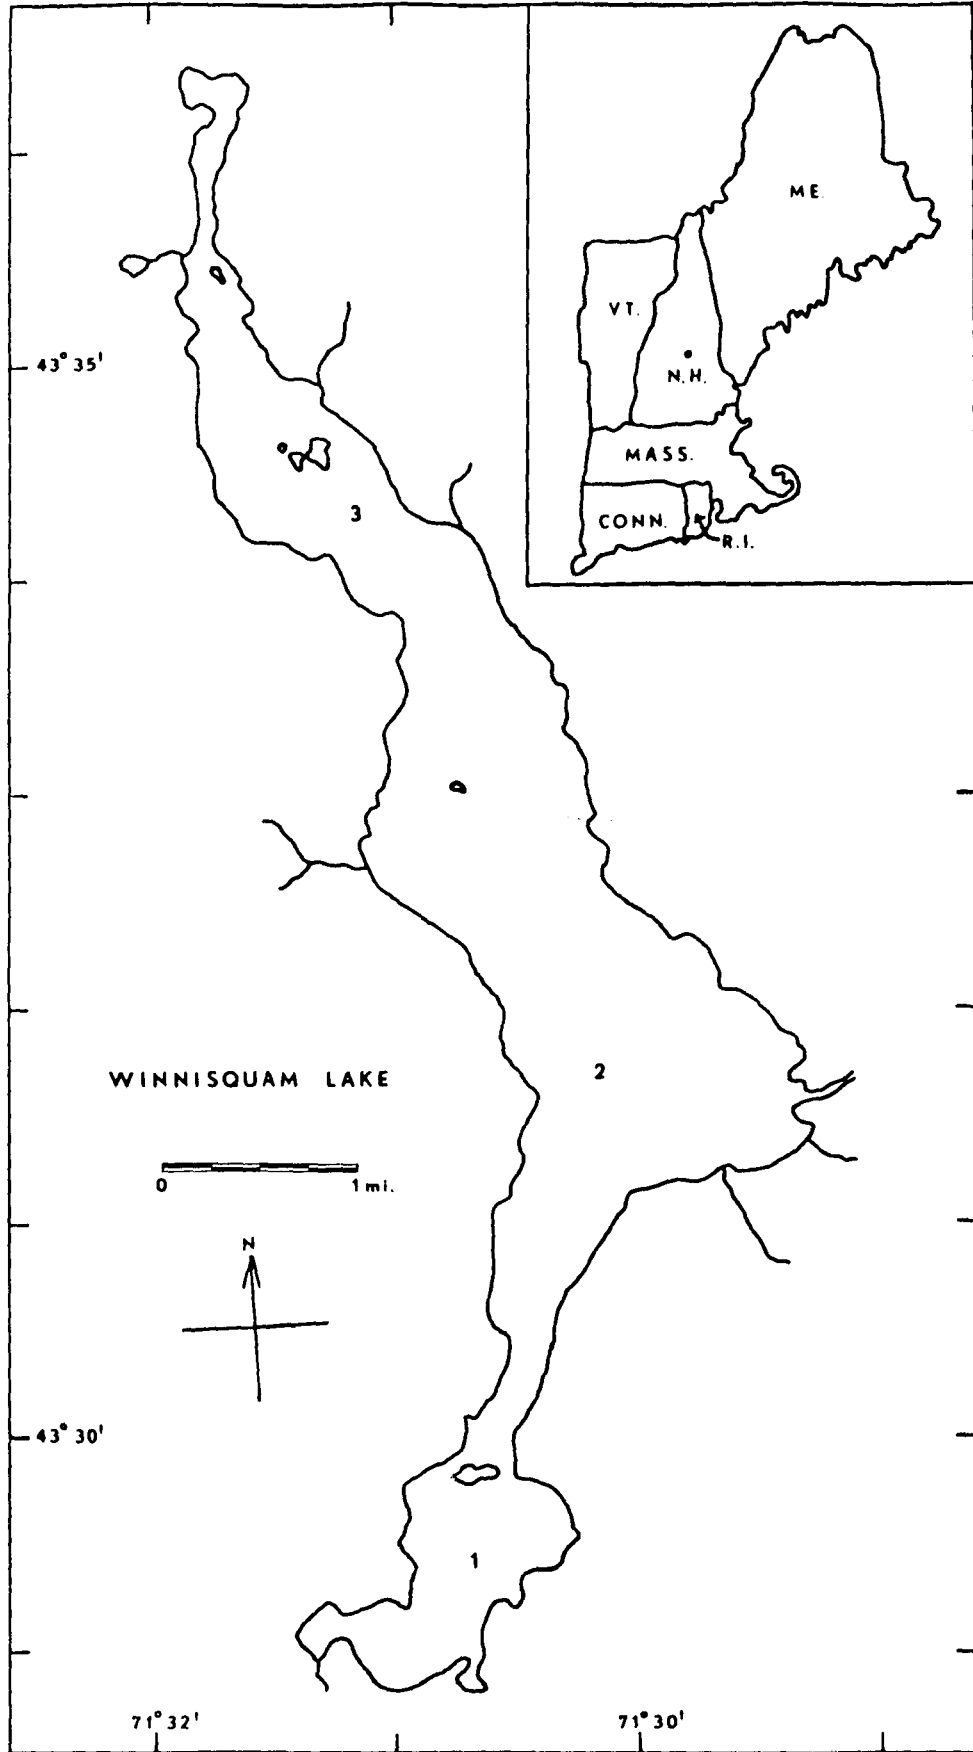 ME.
VT.
43° 35'
N.H.
MASS.
3
CONN.
R.I.
2
WINNISQUAM LAKE
0 1 mi.
N
43° 30'
1
71° 32' 71° 30'